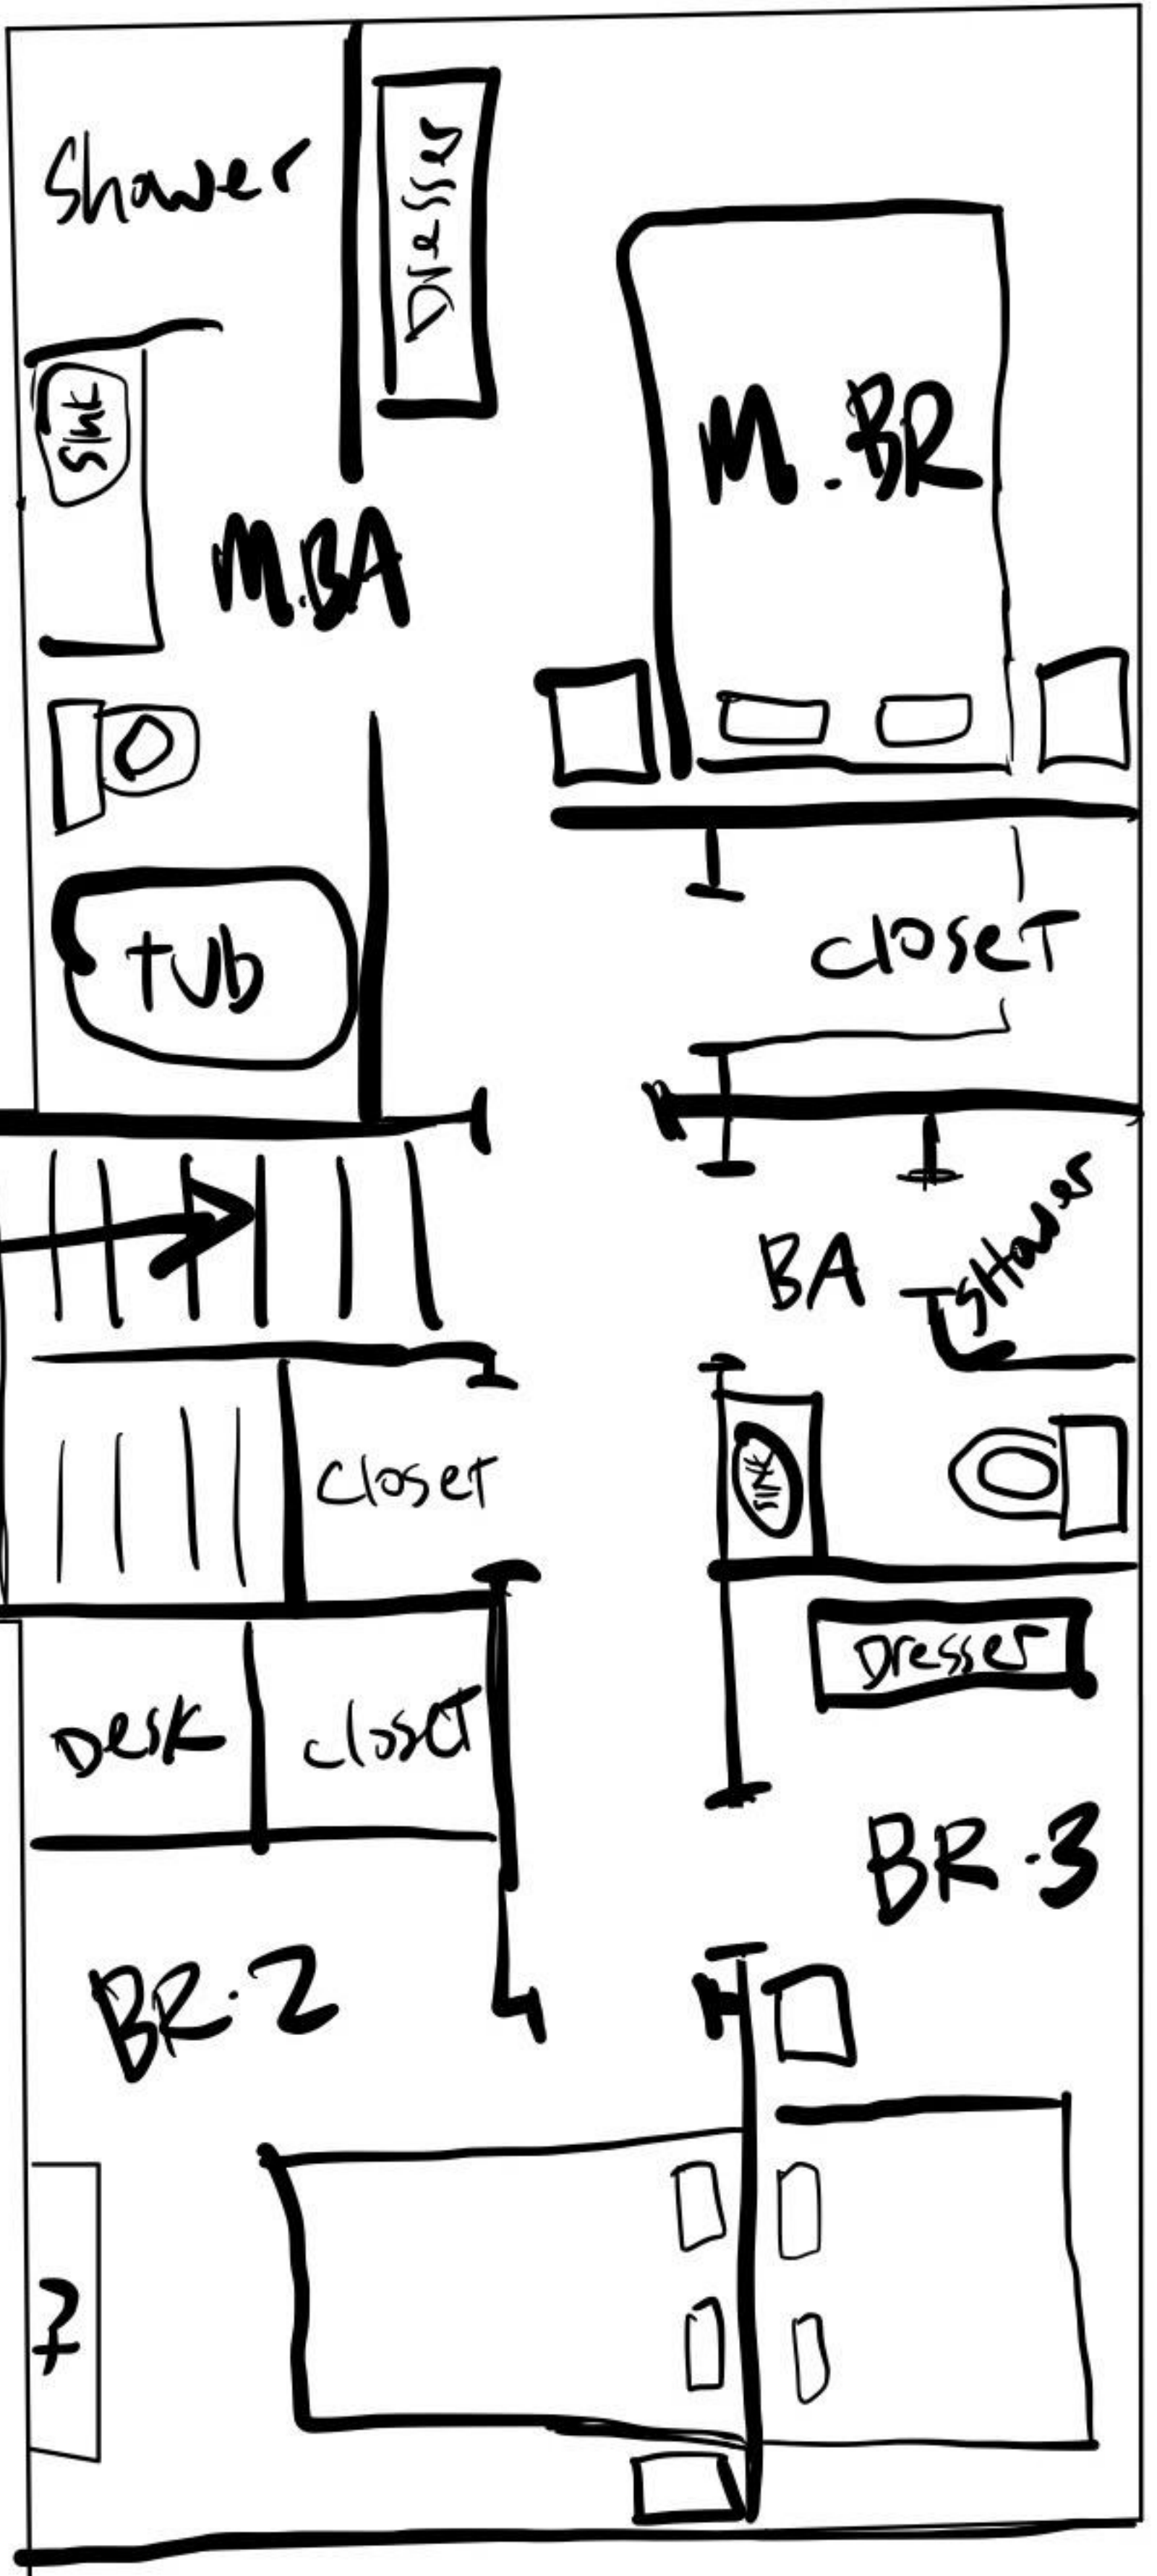 Shower
Dresser
Sink
M.BR
M.BA
tub
closet
BA
sHower
closet
SINK
Dresser
Desk
closet
BR.3
BR.2